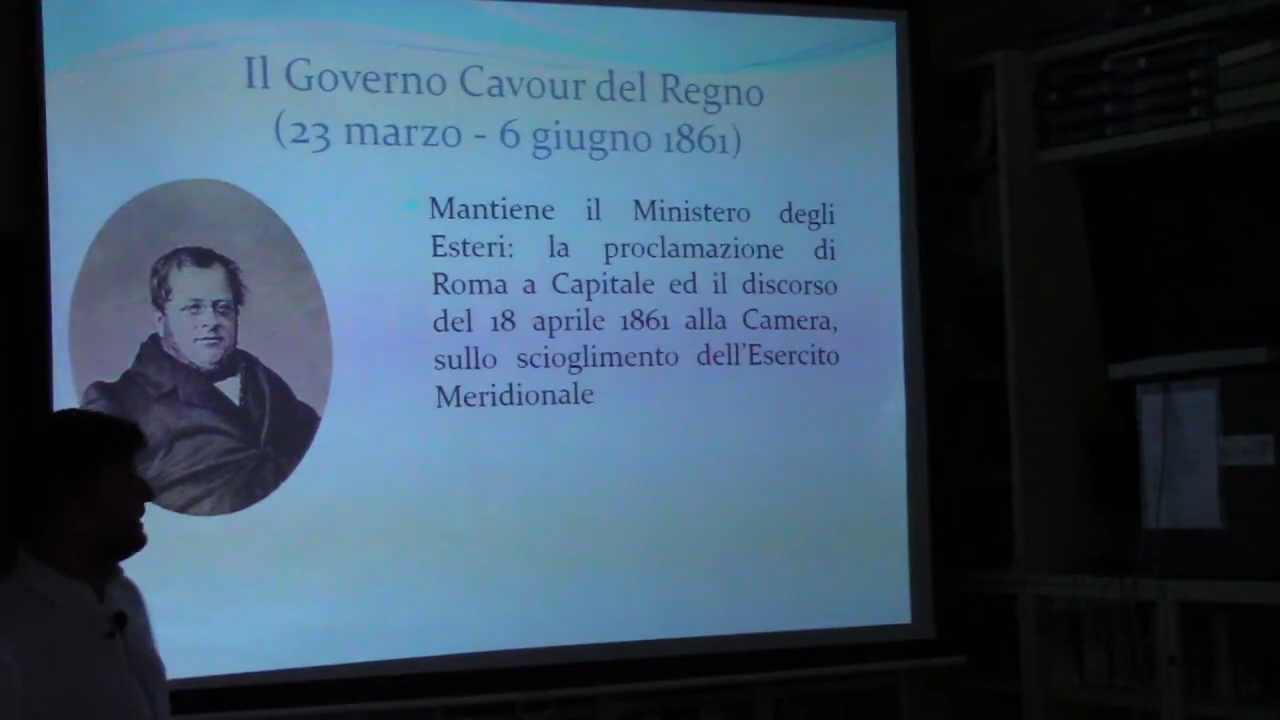 Il Governo Cavour del Regno
(23 marzo - 6 giugno 1861)
Mantiene il Ministero degli
Esteri: la proclamazione di
Roma a Capitale ed il discorso
del 18 aprile 1861 alla Camera,
sullo scioglimento dell'Esercito
Meridionale